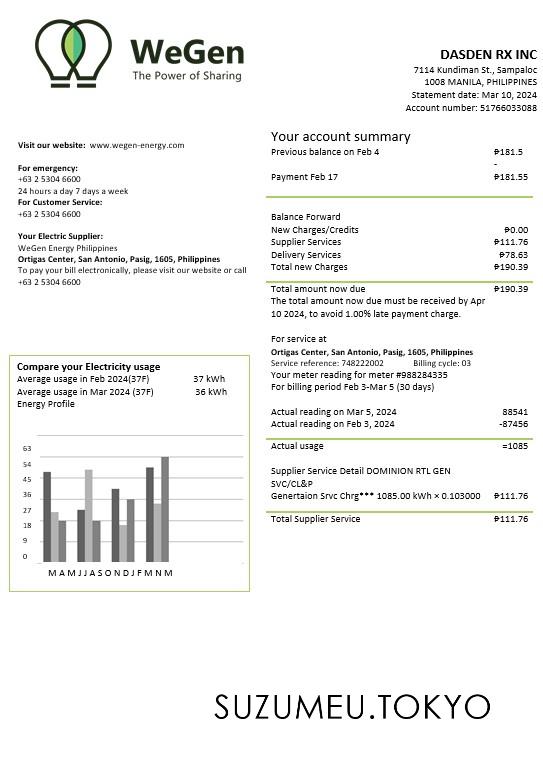 WeGen
The Power of Sharing
DASDEN RX INC
7114 Kundiman St., Sampaloc
1008 MANILA, PHILIPPINES
Statement date: Mar 10, 2024
Account number: 51766033088
Visit our website: www.wegen-energy.com
For emergency:
+63 2 5304 6600
24 hours a day 7 days a week
For Customer Service:
+63 2 5304 6600
Your Electric Supplier:
WeGen Energy Philippines
Ortigas Center, San Antonio, Pasig, 1605, Philippines
To pay your bill electronically, please visit our website or call
+63 2 5304 6600
Compare your Electricity usage
Average usage in Feb 2024(37F) 37 kWh
Average usage in Mar 2024 (37F) 36 kWh
Energy Profile
63
54
45
36
27
18
9
0
M A M J J A S O N D J F M N M
Your account summary
Previous balance on Feb 4 ₱181.5
-
Payment Feb 17 ₱181.55
Balance Forward
New Charges/Credits ₱0.00
Supplier Services ₱111.76
Delivery Services ₱78.63
Total new Charges ₱190.39
Total amount now due ₱190.39
The total amount now due must be received by Apr
10 2024, to avoid 1.00% late payment charge.
For service at
Ortigas Center, San Antonio, Pasig, 1605, Philippines
Service reference: 748222002 Billing cycle: 03
Your meter reading for meter #988284335
For billing period Feb 3-Mar 5 (30 days)
Actual reading on Mar 5, 2024 88541
Actual reading on Feb 3, 2024 -87456
Actual usage =1085
Supplier Service Detail DOMINION RTL GEN
SVC/CL&P
Genertaion Srvc Chrg*** 1085.00 kWh × 0.103000 ₱111.76
Total Supplier Service ₱111.76
SUZUMEU.TOKYO